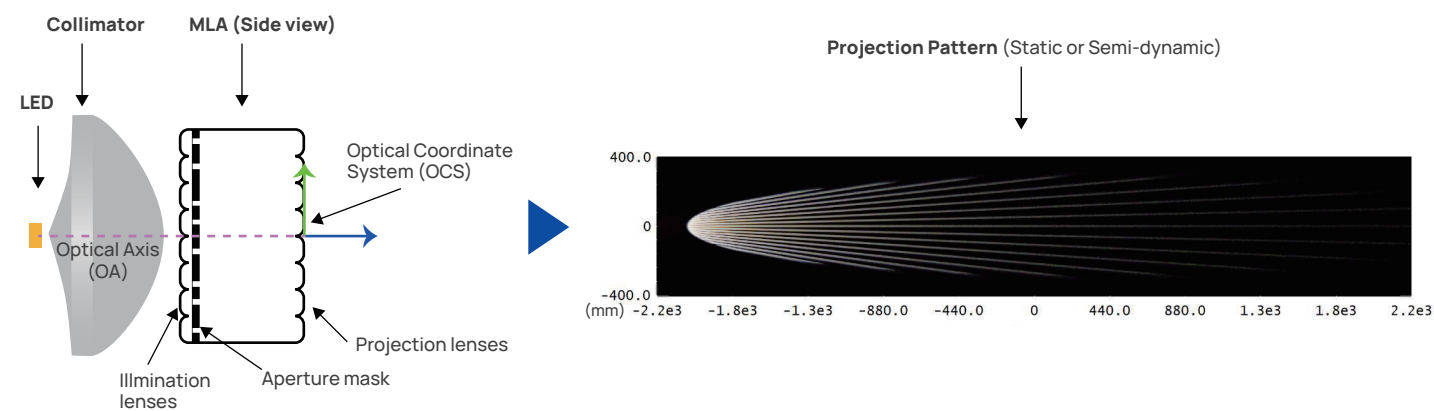 Collimator
MLA (Side view)
LED
Optical Coordinate
System (OCS)
Optical Axis
(OA)
Projection lenses
Aperture mask
Illmination
lenses
Projection Pattern (Static or Semi-dynamic)
400.0
0
-400.0
(mm) -2.2e3 -1.8e3 -1.3e3 -880.0 -440.0 0 440.0 880.0 1.3e3 1.8e3 2.2e3